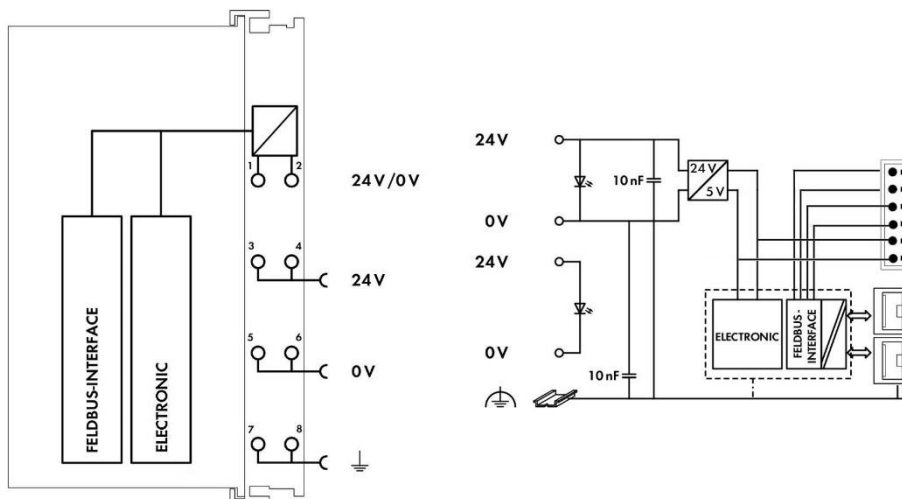 1 2
24V/0V
3 4
24V
5 6
0V
7 8
FELDBUS-INTERFACE
ELECTRONIC
24V
10nF
24V
5V
0V
24V
0V
10nF
ELECTRONIC
FELDBUS-
INTERFACE